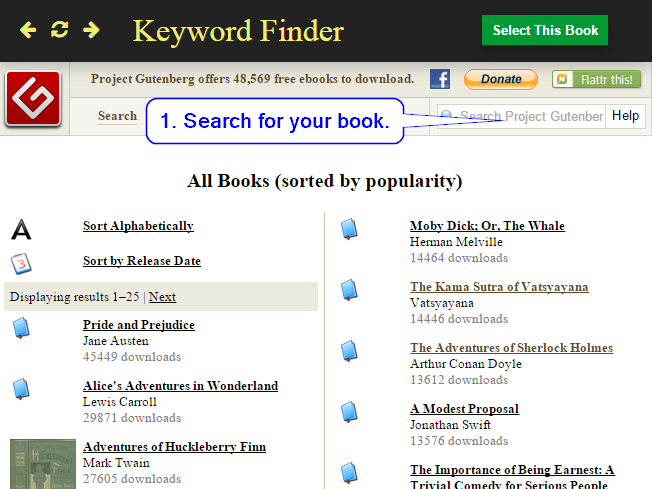 Keyword Finder
Select This Book
Project Gutenberg offers 48,569 free ebooks to download.
Donate
Flattr this!
Search
1. Search for your book.
Search Project Gutenber
Help
All Books (sorted by popularity)
Sort Alphabetically
3
Sort by Release Date
Displaying results 1–25 | Next
Pride and Prejudice
Jane Austen
45449 downloads
Alice's Adventures in Wonderland
Lewis Carroll
29871 downloads
Adventures of Huckleberry Finn
Mark Twain
27605 downloads
Moby Dick; Or, The Whale
Herman Melville
14464 downloads
The Kama Sutra of Vatsyayana
Vatsyayana
14446 downloads
The Adventures of Sherlock Holmes
Arthur Conan Doyle
13612 downloads
A Modest Proposal
Jonathan Swift
13576 downloads
The Importance of Being Earnest: A
Trivial Comedy for Serious People